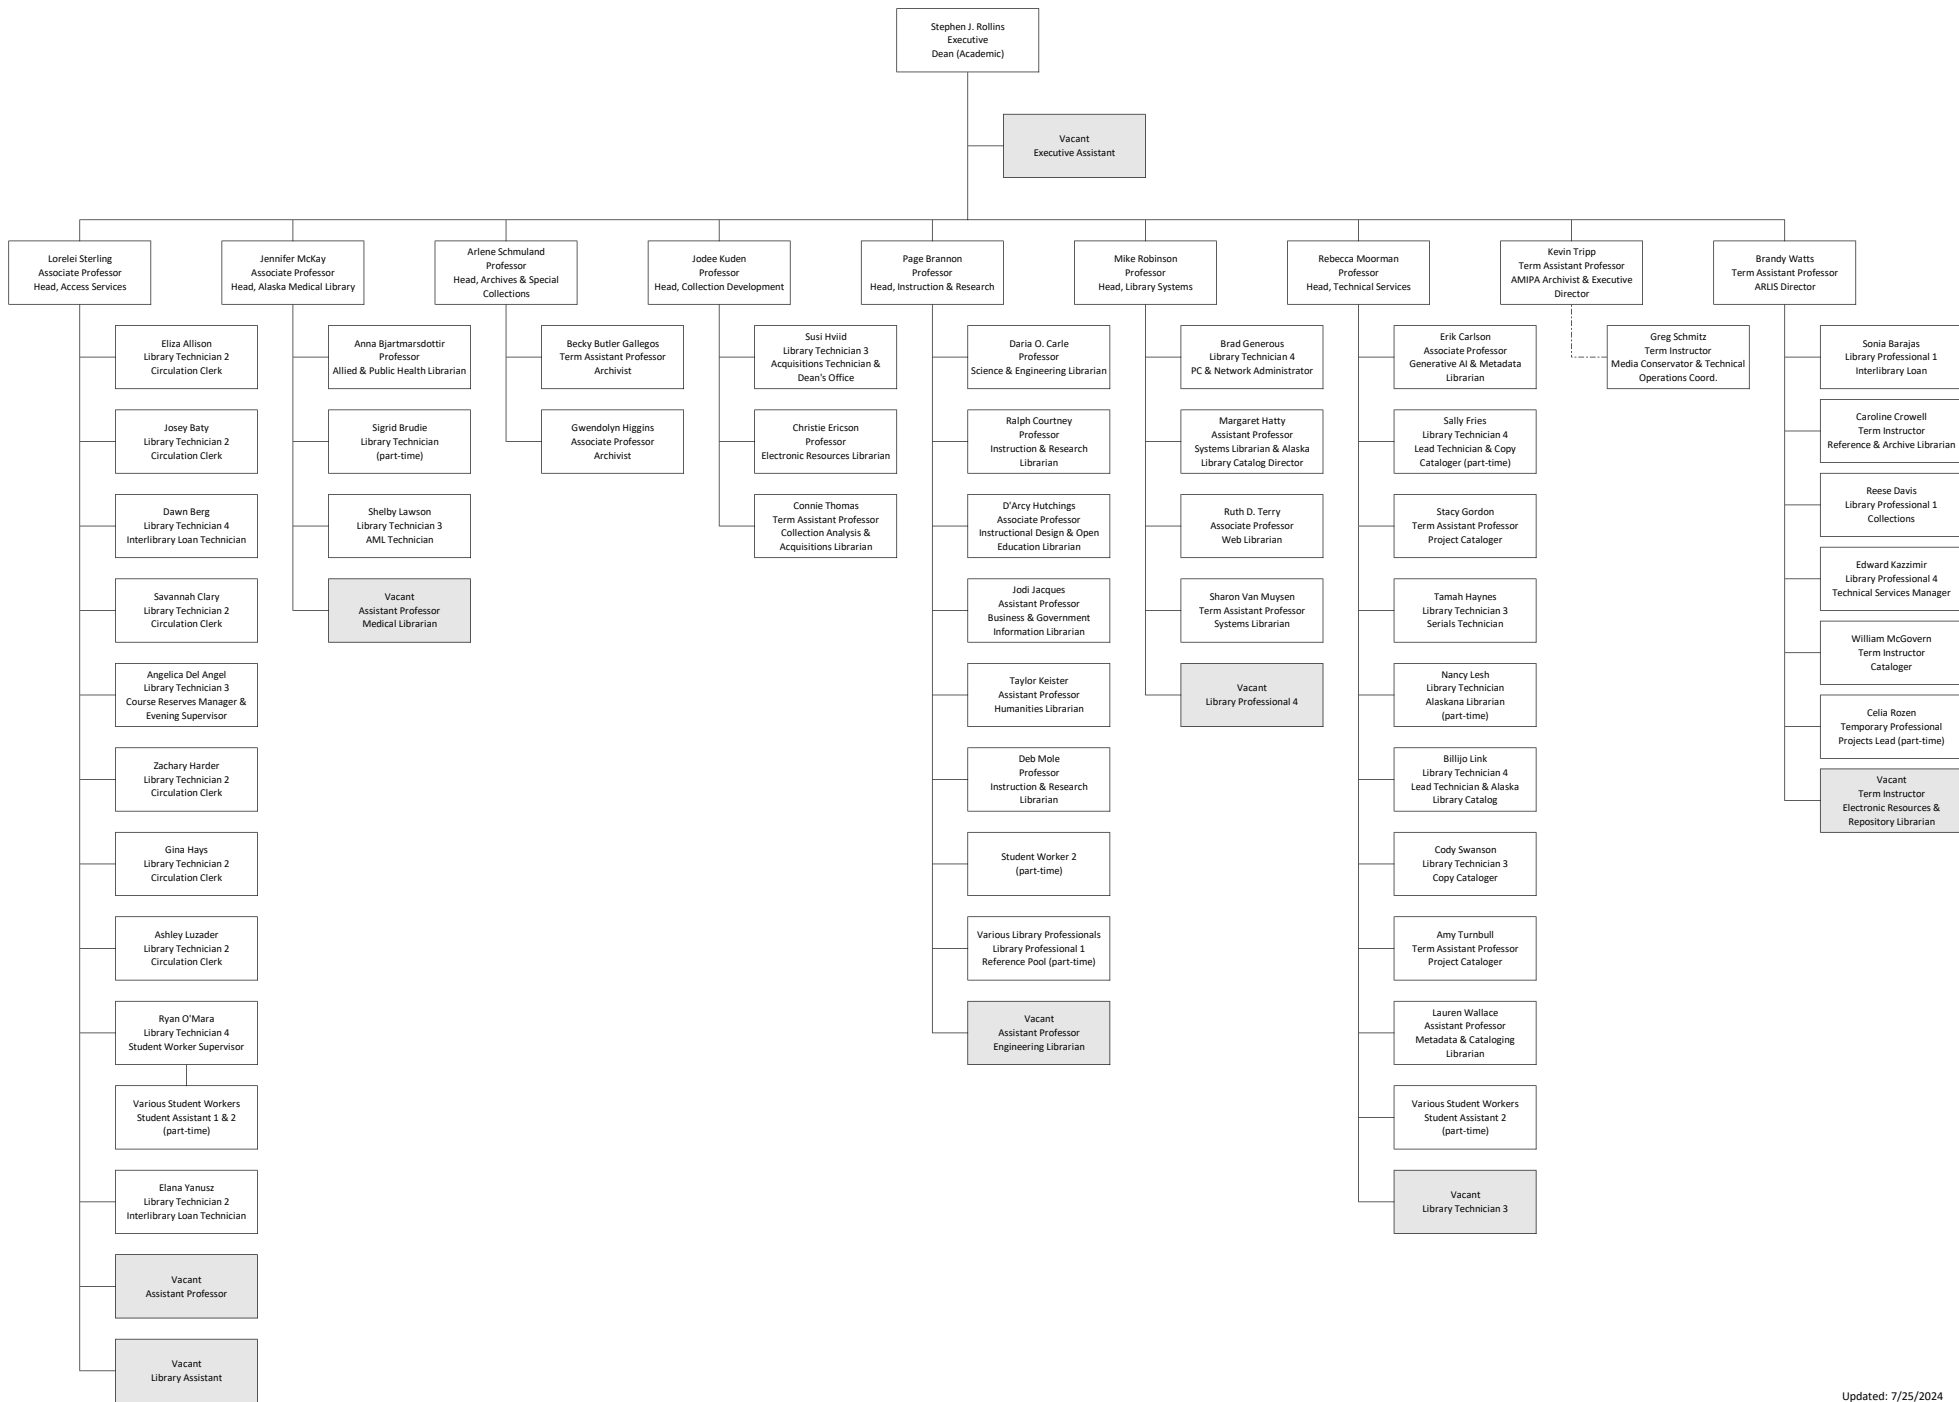 Stephen J. Rollins
Executive
Dean (Academic)
Vacant
Executive Assistant
Lorelei Sterling
Associate Professor
Head, Access Services
Eliza Allison
Library Technician 2
Circulation Clerk
Josey Baty
Library Technician 2
Circulation Clerk
Dawn Berg
Library Technician 4
Interlibrary Loan Technician
Savannah Clary
Library Technician 2
Circulation Clerk
Angelica Del Angel
Library Technician 3
Course Reserves Manager &
Evening Supervisor
Zachary Harder
Library Technician 2
Circulation Clerk
Gina Hays
Library Technician 2
Circulation Clerk
Ashley Luzader
Library Technician 2
Circulation Clerk
Ryan O'Mara
Library Technician 4
Student Worker Supervisor
Various Student Workers
Student Assistant 1 & 2
(part-time)
Elana Yanusz
Library Technician 2
Interlibrary Loan Technician
Vacant
Assistant Professor
Vacant
Library Assistant
Jennifer McKay
Associate Professor
Head, Alaska Medical Library
Anna Bjartmarsdottir
Professor
Allied & Public Health Librarian
Sigrid Brudie
Library Technician
(part-time)
Shelby Lawson
Library Technician 3
AML Technician
Vacant
Assistant Professor
Medical Librarian
Arlene Schmuland
Professor
Head, Archives & Special
Collections
Becky Butler Gallegos
Term Assistant Professor
Archivist
Gwendolyn Higgins
Associate Professor
Archivist
Jodee Kuden
Professor
Head, Collection Development
Susi Hviid
Library Technician 3
Acquisitions Technician &
Dean's Office
Christie Ericson
Professor
Electronic Resources Librarian
Connie Thomas
Term Assistant Professor
Collection Analysis &
Acquisitions Librarian
Page Brannon
Professor
Head, Instruction & Research
Daria O. Carle
Professor
Science & Engineering Librarian
Ralph Courtney
Professor
Instruction & Research
Librarian
D'Arcy Hutchings
Associate Professor
Instructional Design & Open
Education Librarian
Jodi Jacques
Assistant Professor
Business & Government
Information Librarian
Taylor Keister
Assistant Professor
Humanities Librarian
Deb Mole
Professor
Instruction & Research
Librarian
Student Worker 2
(part-time)
Various Library Professionals
Library Professional 1
Reference Pool (part-time)
Vacant
Assistant Professor
Engineering Librarian
Mike Robinson
Professor
Head, Library Systems
Brad Generous
Library Technician 4
PC & Network Administrator
Margaret Hatty
Assistant Professor
Systems Librarian & Alaska
Library Catalog Director
Ruth D. Terry
Associate Professor
Web Librarian
Sharon Van Muysen
Term Assistant Professor
Systems Librarian
Vacant
Library Professional 4
Rebecca Moorman
Professor
Head, Technical Services
Erik Carlson
Associate Professor
Generative AI & Metadata
Librarian
Sally Fries
Library Technician 4
Lead Technician & Copy
Cataloger (part-time)
Stacy Gordon
Term Assistant Professor
Project Cataloger
Tamah Haynes
Library Technician 3
Serials Technician
Nancy Lesh
Library Technician
Alaskana Librarian
(part-time)
Billijo Link
Library Technician 4
Lead Technician & Alaska
Library Catalog
Cody Swanson
Library Technician 3
Copy Cataloger
Amy Turnbull
Term Assistant Professor
Project Cataloger
Lauren Wallace
Assistant Professor
Metadata & Cataloging
Librarian
Various Student Workers
Student Assistant 2
(part-time)
Vacant
Library Technician 3
Kevin Tripp
Term Assistant Professor
AMIPA Archivist & Executive
Director
Greg Schmitz
Term Instructor
Media Conservator & Technical
Operations Coord.
Brandy Watts
Term Assistant Professor
ARLIS Director
Sonia Barajas
Library Professional 1
Interlibrary Loan
Caroline Crowell
Term Instructor
Reference & Archive Librarian
Reese Davis
Library Professional 1
Collections
Edward Kazzimir
Library Professional 4
Technical Services Manager
William McGovern
Term Instructor
Cataloger
Celia Rozen
Temporary Professional
Projects Lead (part-time)
Vacant
Term Instructor
Electronic Resources &
Repository Librarian
Updated: 7/25/2024